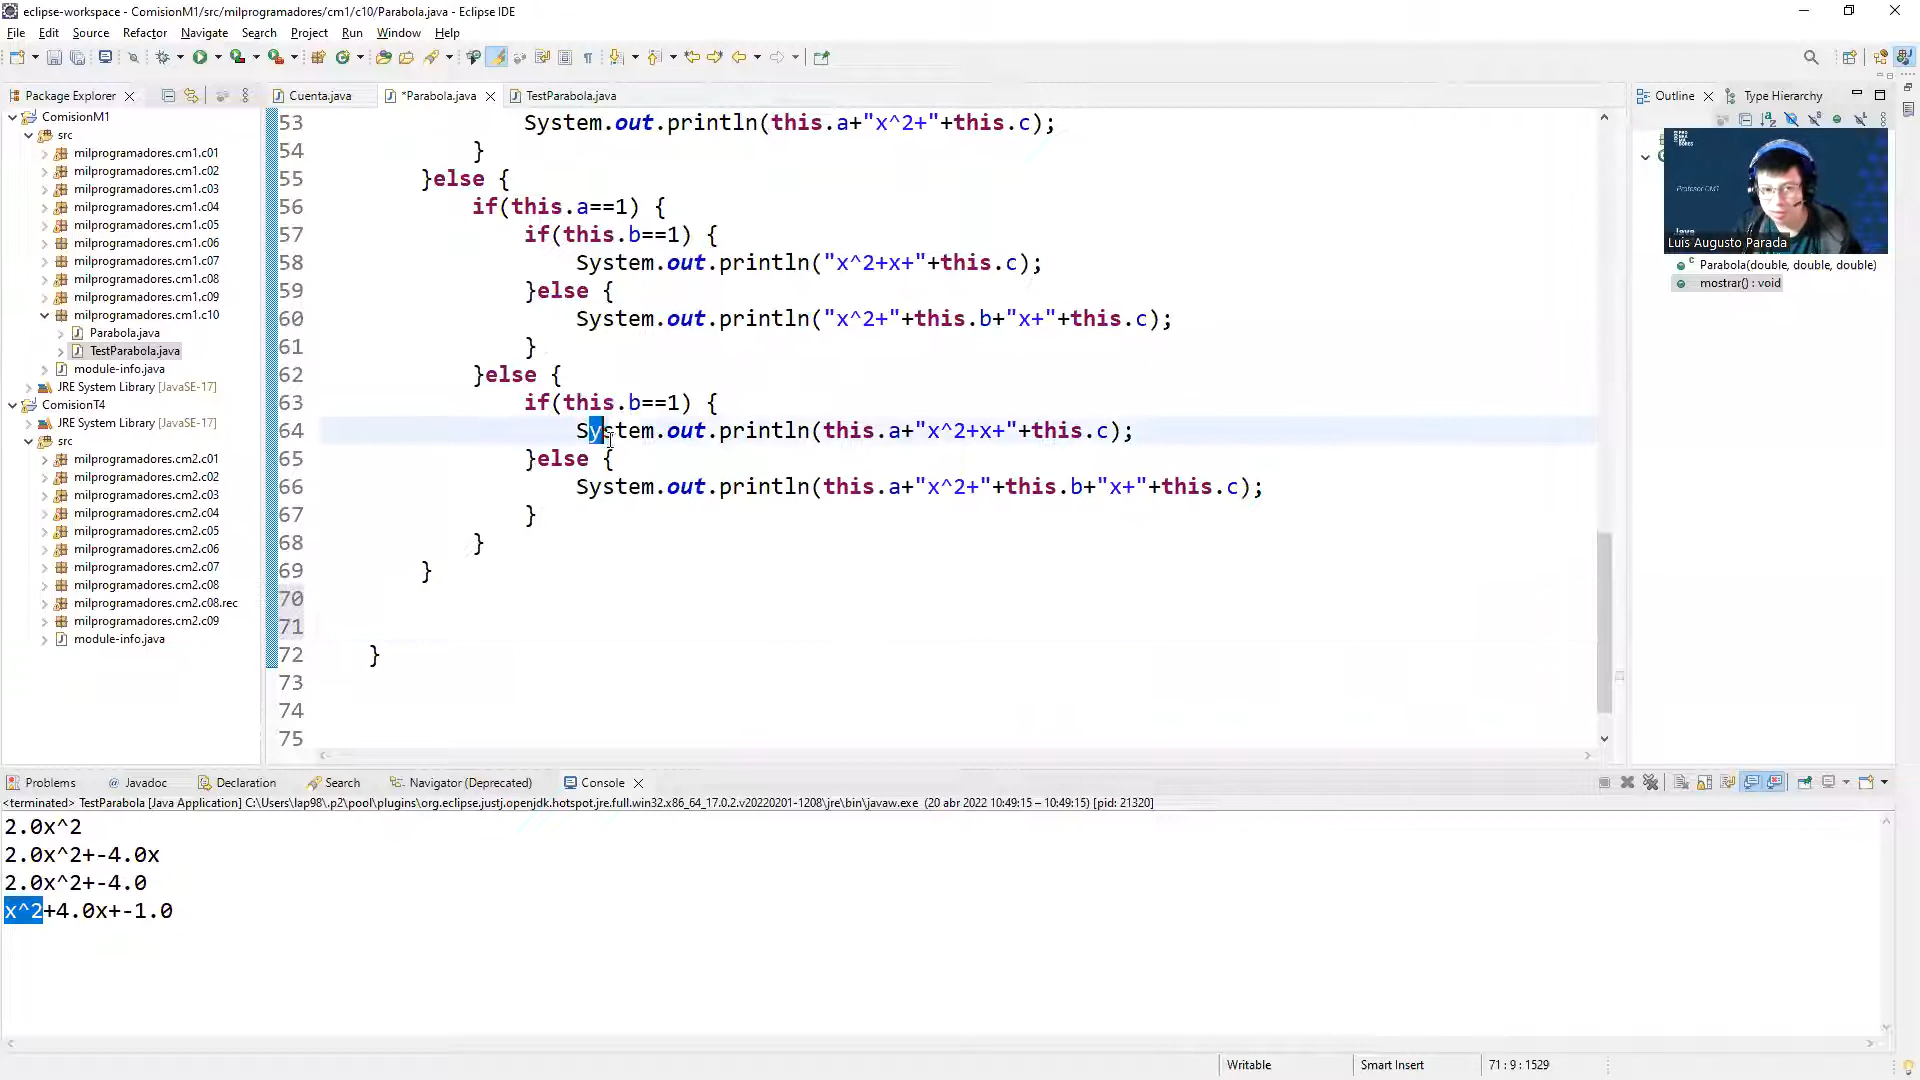 eclipse-workspace - ComisionM1/src/milprogramadores/cm1/c10/Parabola.java - Eclipse IDE
File Edit Source Refactor Navigate Search Project Run Window Help
Package Explorer
Cuenta.java
*Parabola.java
TestParabola.java
Outline
Type Hierarchy
ComisionM1
src
milprogramadores.cm1.c01
milprogramadores.cm1.c02
milprogramadores.cm1.c03
milprogramadores.cm1.c04
milprogramadores.cm1.c05
milprogramadores.cm1.c06
milprogramadores.cm1.c07
milprogramadores.cm1.c08
milprogramadores.cm1.c09
milprogramadores.cm1.c10
Parabola.java
TestParabola.java
module-info.java
JRE System Library [JavaSE-17]
ComisionT4
JRE System Library [JavaSE-17]
src
milprogramadores.cm2.c01
milprogramadores.cm2.c02
milprogramadores.cm2.c03
milprogramadores.cm2.c04
milprogramadores.cm2.c05
milprogramadores.cm2.c06
milprogramadores.cm2.c07
milprogramadores.cm2.c08
milprogramadores.cm2.c08.rec
milprogramadores.cm2.c09
module-info.java
53 System.out.println(this.a+"x^2+"+this.c);
54 }
55 }else {
56 if(this.a==1) {
57 if(this.b==1) {
58 System.out.println("x^2+x+"+this.c);
59 }else {
60 System.out.println("x^2+"+this.b+"x+"+this.c);
61 }
62 }else {
63 if(this.b==1) {
64 System.out.println(this.a+"x^2+x+"+this.c);
65 }else {
66 System.out.println(this.a+"x^2+"+this.b+"x+"+this.c);
67 }
68 }
69 }
70
71
72 }
73
74
75
Profesor CM1
Java
Luis Augusto Parada
Parabola(double, double, double)
mostrar() : void
Problems
@ Javadoc
Declaration
Search
Navigator (Deprecated)
Console
<terminated> TestParabola [Java Application] C:\Users\lap98\.p2\pool\plugins\org.eclipse.justj.openjdk.hotspot.jre.full.win32.x86_64_17.0.2.v20220201-1208\jre\bin\javaw.exe (20 abr 2022 10:49:15 – 10:49:15) [pid: 21320]
2.0x^2
2.0x^2+-4.0x
2.0x^2+-4.0
x^2+4.0x+-1.0
Writable
Smart Insert
71 : 9 : 1529